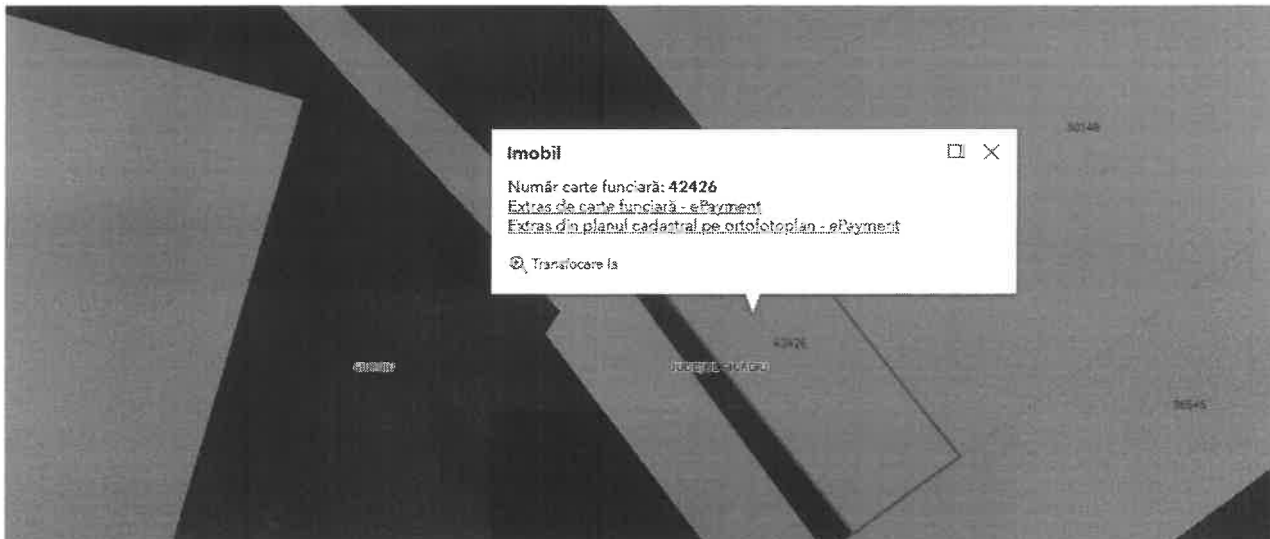 Imobil
Număr carte funciară: 42426
Extras de carte funciară - ePayment
Extras din planul cadastral pe ortofotoplan - ePayment
Transfocare la
42426